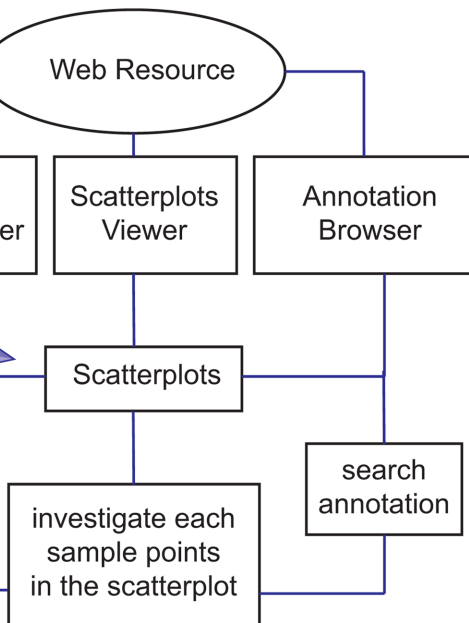 Web Resource
Scatterplots
Viewer
Annotation
Browser
er
Scatterplots
search
annotation
investigate each
sample points
in the scatterplot